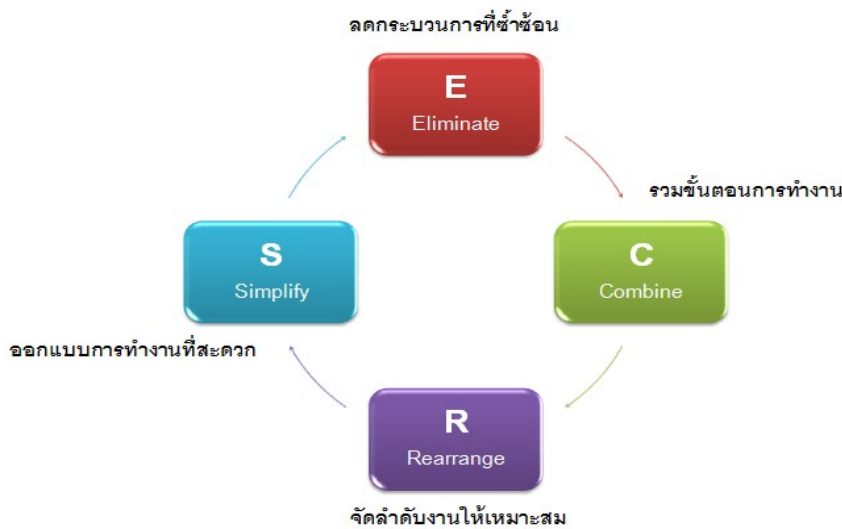 ลดกระบวนการที่ซ้ำซ้อน
E
Eliminate
รวมขั้นตอนการทำงาน
C
Combine
R
Rearrange
จัดลำดับงานให้เหมาะสม
S
Simplify
ออกแบบการทำงานที่สะดวก